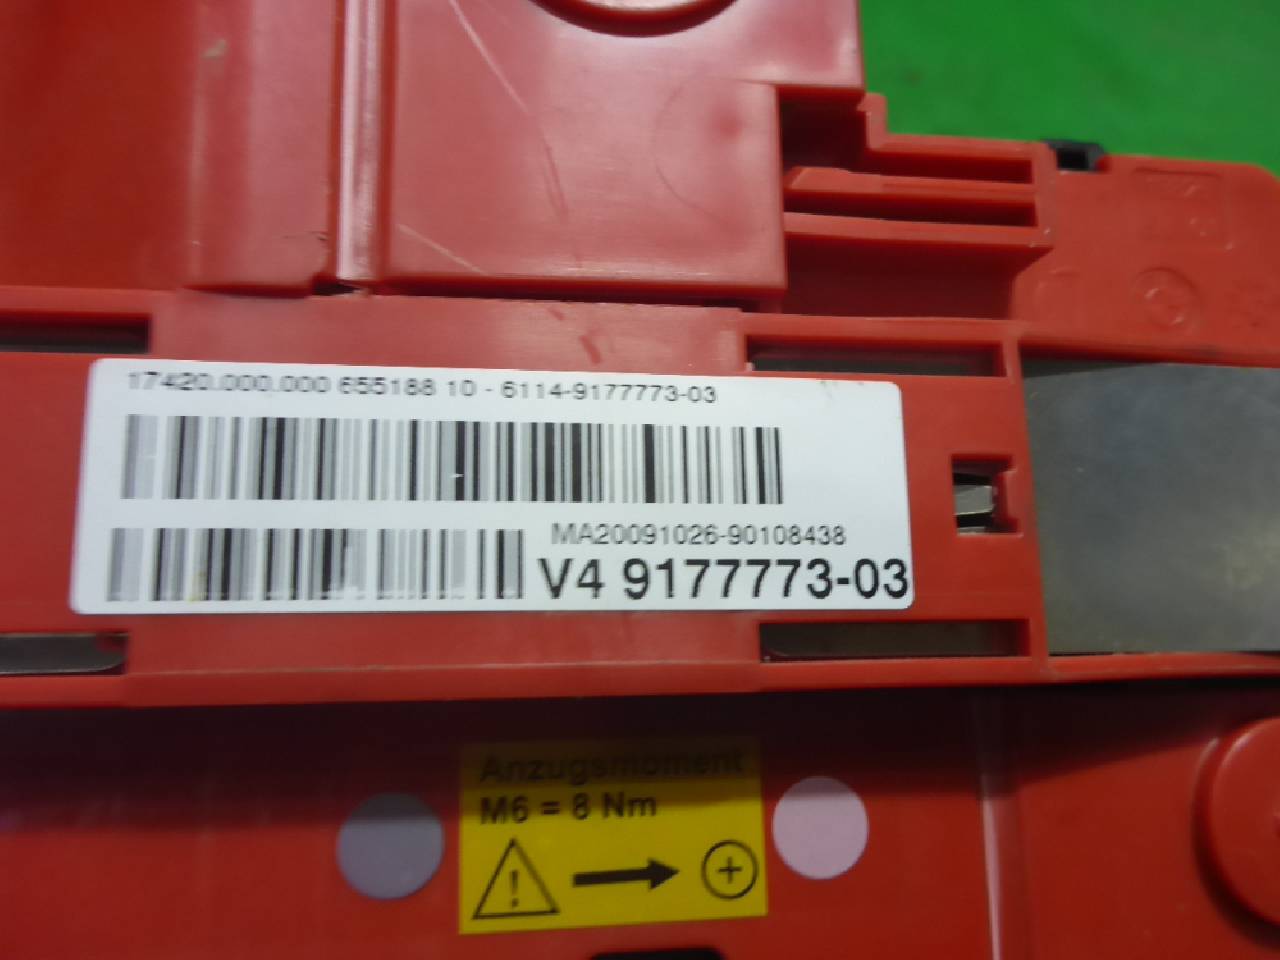 17420.000.000 655188 10 - 6114-9177773-03
MA20091026-90108438
V4 9177773-03
Anzugsmoment
M6 = 8 Nm